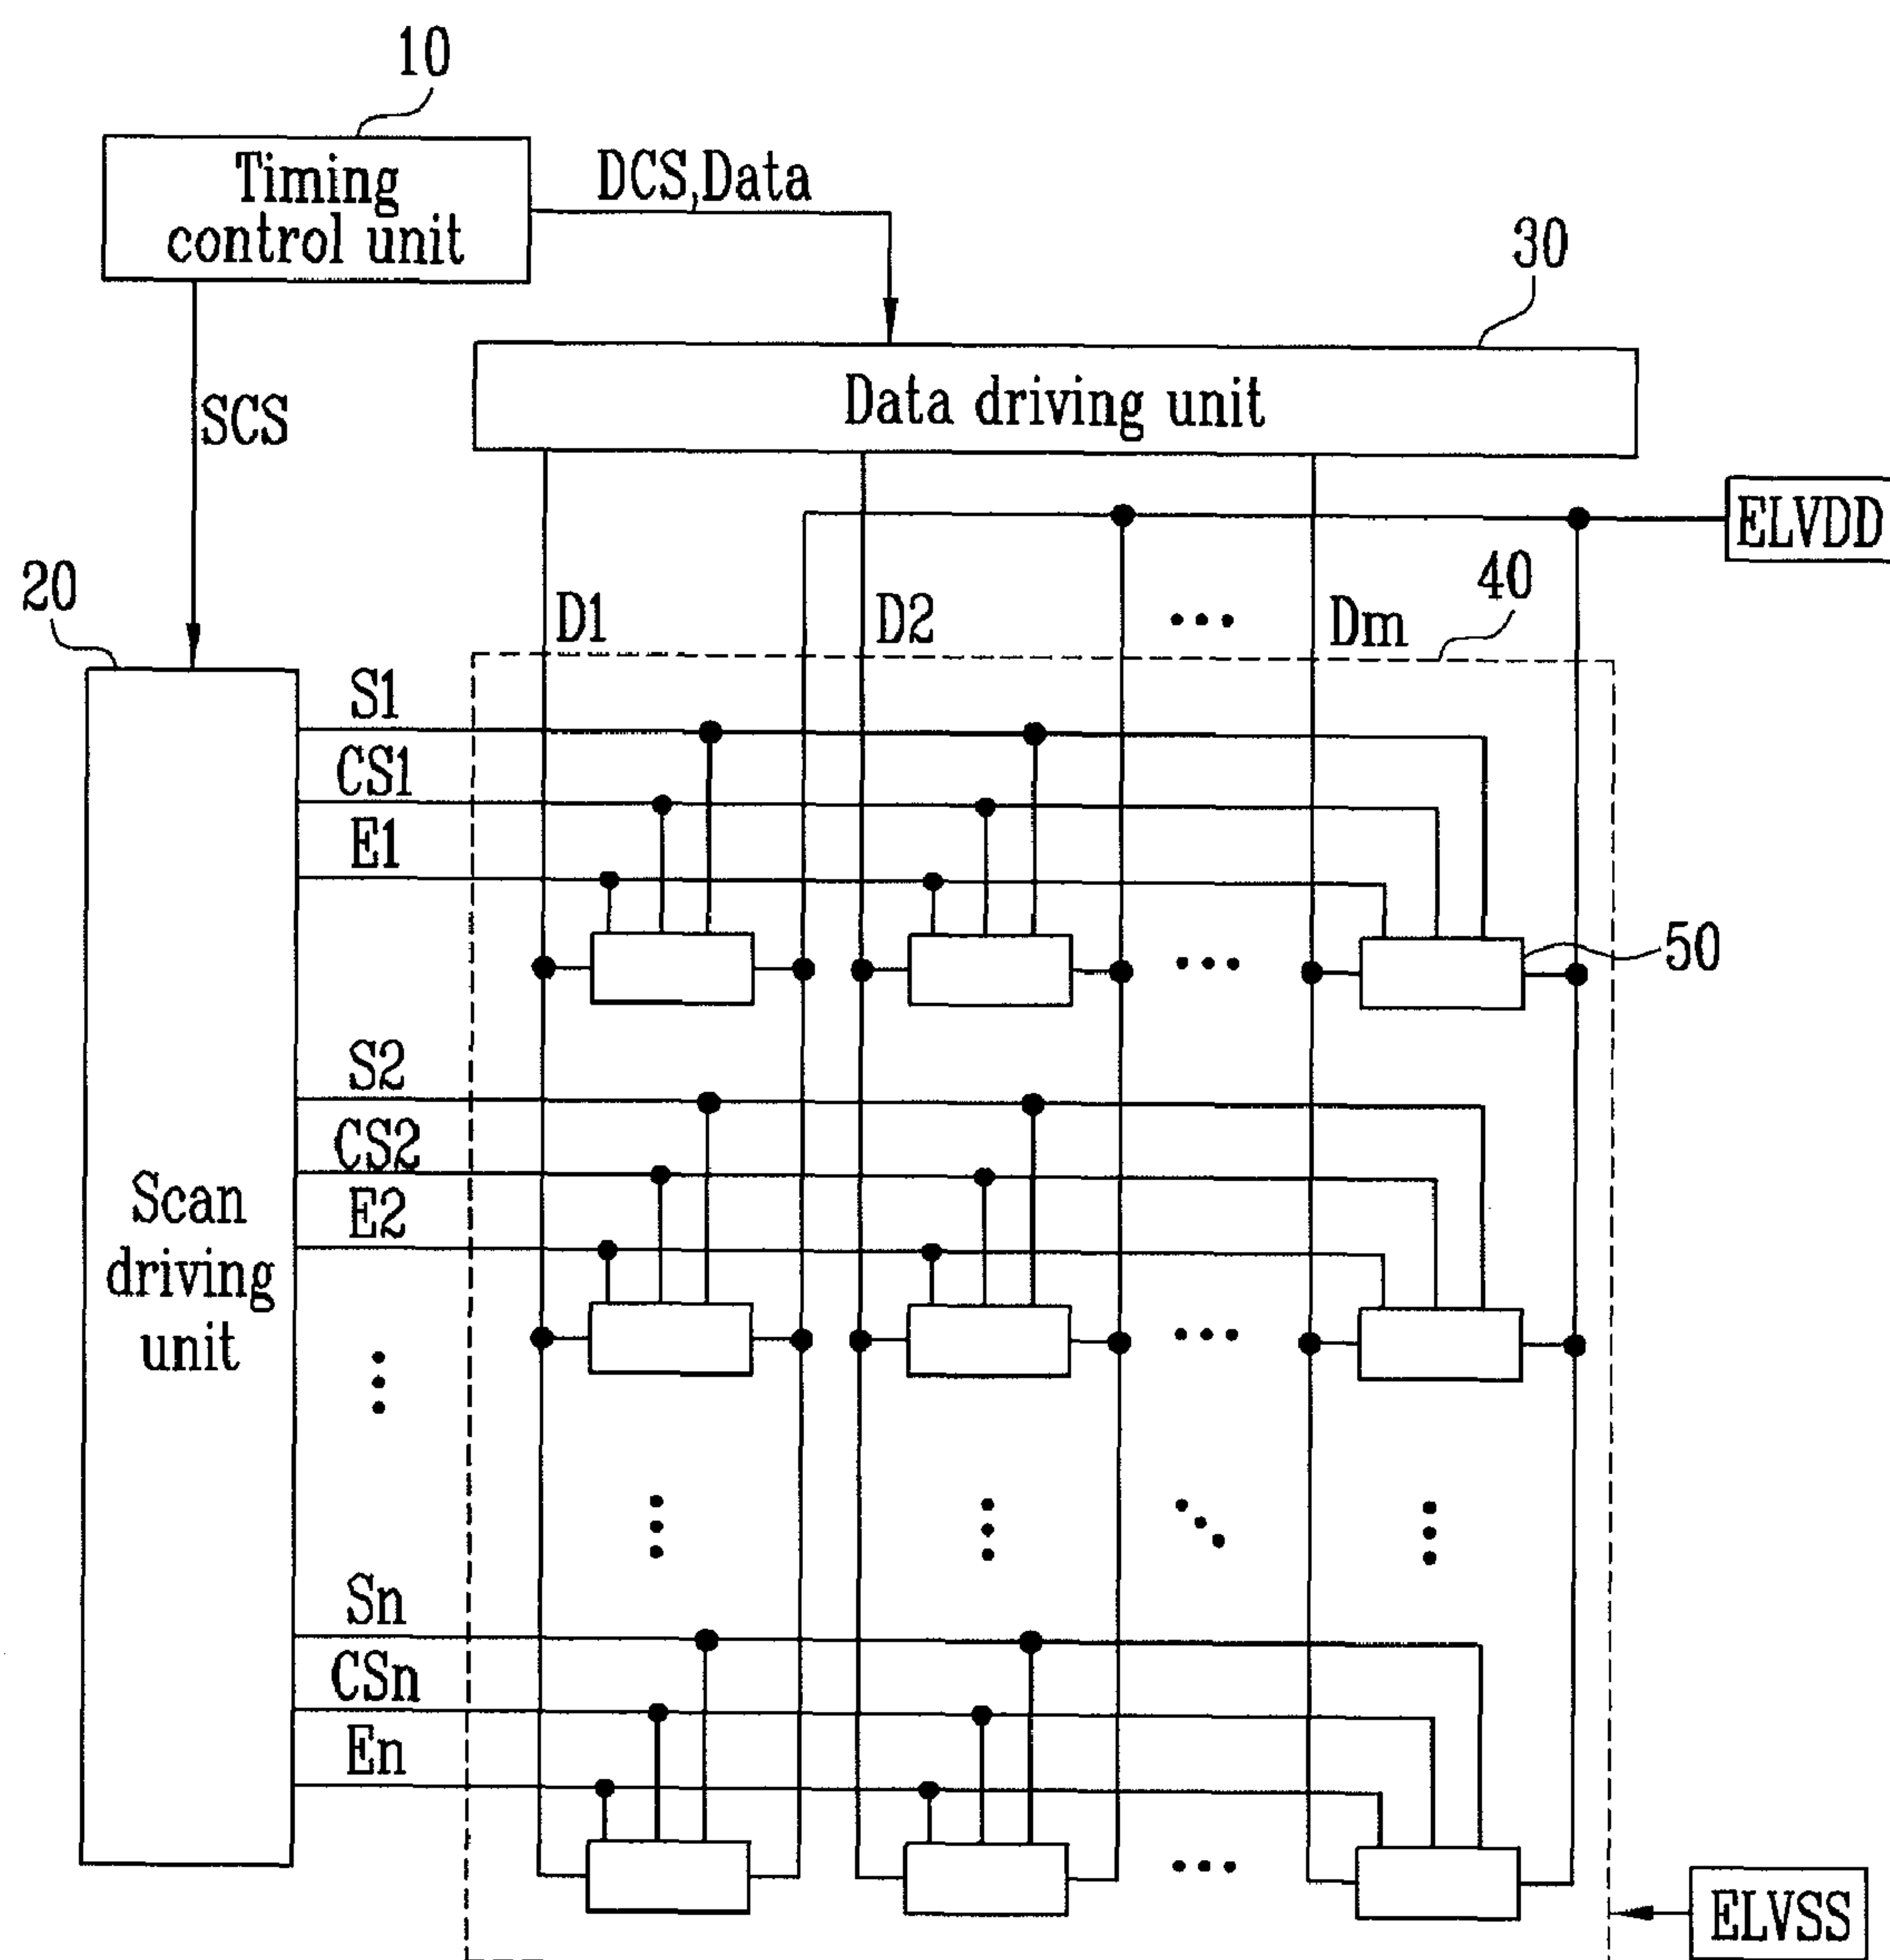 10
Timing
control unit
DCS,Data
30
Data driving unit
SCS
ELVDD
20
40
D1
D2
Dm
S1
CS1
E1
50
S2
CS2
E2
Scan
driving
unit
Sn
CSn
En
ELVSS